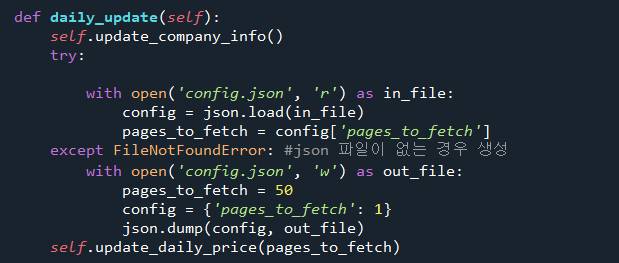 def daily_update(self):
    self.update_company_info()
    try:

        with open('config.json', 'r') as in_file:
            config = json.load(in_file)
            pages_to_fetch = config['pages_to_fetch']
    except FileNotFoundError: #json 파일이 없는 경우 생성
        with open('config.json', 'w') as out_file:
            pages_to_fetch = 50
            config = {'pages_to_fetch': 1}
            json.dump(config, out_file)
    self.update_daily_price(pages_to_fetch)